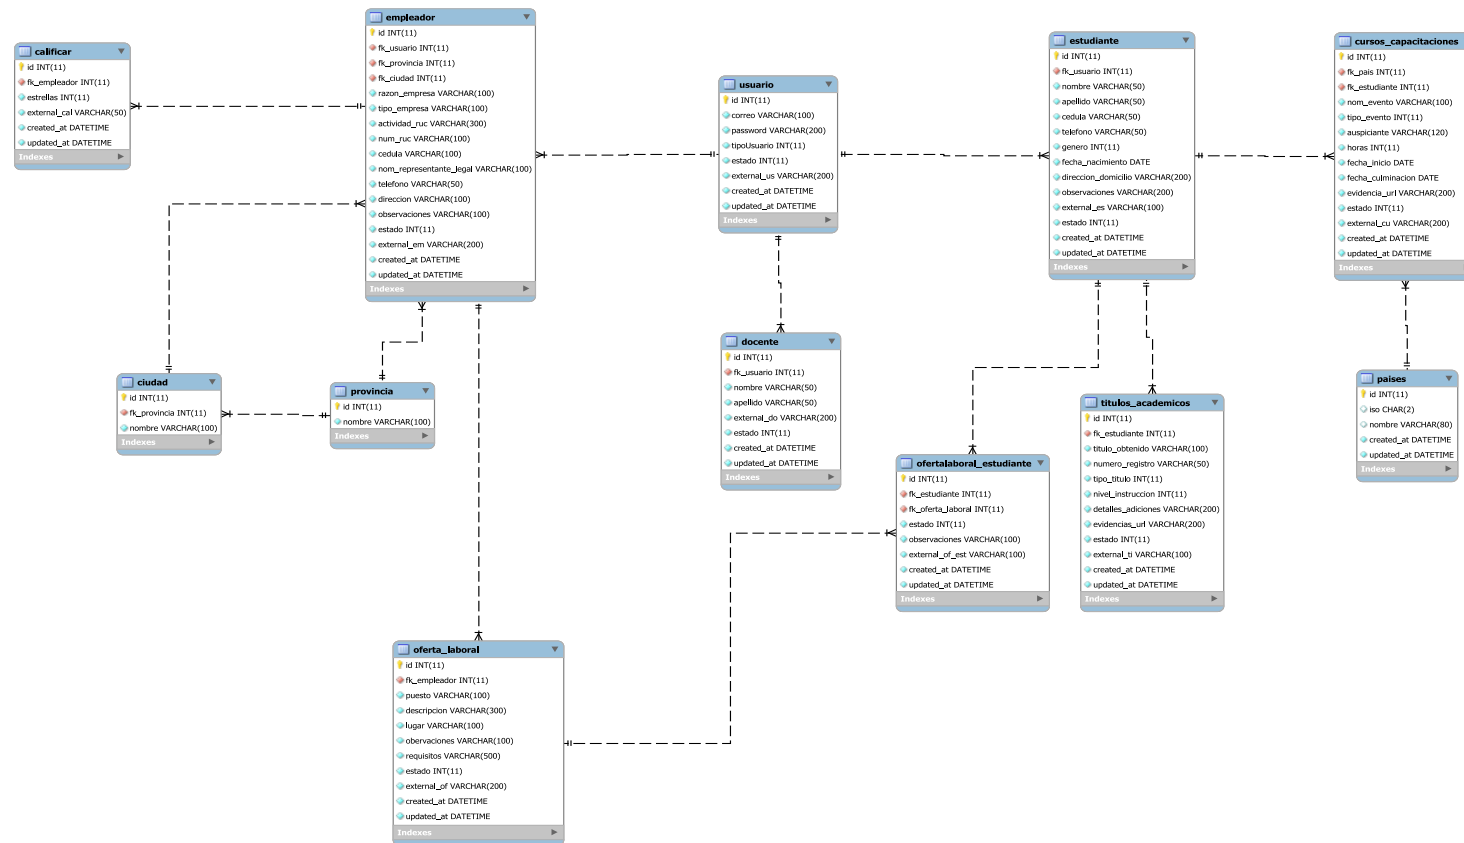 calificar
id INT(11)
fk_empleador INT(11)
estrellas INT(11)
external_cal VARCHAR(50)
created_at DATETIME
updated_at DATETIME
Indexes
empleador
id INT(11)
fk_usuario INT(11)
fk_provincia INT(11)
fk_ciudad INT(11)
razon_empresa VARCHAR(100)
tipo_empresa VARCHAR(100)
actividad_ruc VARCHAR(300)
num_ruc VARCHAR(100)
cedula VARCHAR(100)
nom_representante_legal VARCHAR(100)
telefono VARCHAR(50)
direccion VARCHAR(100)
observaciones VARCHAR(100)
estado INT(11)
external_em VARCHAR(200)
created_at DATETIME
updated_at DATETIME
Indexes
usuario
id INT(11)
correo VARCHAR(100)
password VARCHAR(200)
tipoUsuario INT(11)
estado INT(11)
external_us VARCHAR(200)
created_at DATETIME
updated_at DATETIME
Indexes
estudiante
id INT(11)
fk_usuario INT(11)
nombre VARCHAR(50)
apellido VARCHAR(50)
cedula VARCHAR(50)
telefono VARCHAR(50)
genero INT(11)
fecha_nacimiento DATE
direccion_domicilio VARCHAR(200)
observaciones VARCHAR(200)
external_es VARCHAR(100)
estado INT(11)
created_at DATETIME
updated_at DATETIME
Indexes
cursos_capacitaciones
id INT(11)
fk_pais INT(11)
fk_estudiante INT(11)
nom_evento VARCHAR(100)
tipo_evento INT(11)
auspiciante VARCHAR(120)
horas INT(11)
fecha_inicio DATE
fecha_culminacion DATE
evidencia_url VARCHAR(200)
estado INT(11)
external_cu VARCHAR(200)
created_at DATETIME
updated_at DATETIME
Indexes
ciudad
id INT(11)
fk_provincia INT(11)
nombre VARCHAR(100)
Indexes
provincia
id INT(11)
nombre VARCHAR(100)
Indexes
docente
id INT(11)
fk_usuario INT(11)
nombre VARCHAR(50)
apellido VARCHAR(50)
external_do VARCHAR(200)
estado INT(11)
created_at DATETIME
updated_at DATETIME
Indexes
ofertalaboral_estudiante
id INT(11)
fk_estudiante INT(11)
fk_oferta_laboral INT(11)
estado INT(11)
observaciones VARCHAR(100)
external_of_est VARCHAR(100)
created_at DATETIME
updated_at DATETIME
Indexes
titulos_academicos
id INT(11)
fk_estudiante INT(11)
titulo_obtenido VARCHAR(100)
numero_registro VARCHAR(50)
tipo_titulo INT(11)
nivel_instruccion INT(11)
detalles_adiciones VARCHAR(200)
evidencias_url VARCHAR(200)
estado INT(11)
external_ti VARCHAR(100)
created_at DATETIME
updated_at DATETIME
Indexes
paises
id INT(11)
iso CHAR(2)
nombre VARCHAR(80)
created_at DATETIME
updated_at DATETIME
Indexes
oferta_laboral
id INT(11)
fk_empleador INT(11)
puesto VARCHAR(100)
descripcion VARCHAR(300)
lugar VARCHAR(100)
obervaciones VARCHAR(100)
requisitos VARCHAR(500)
estado INT(11)
external_of VARCHAR(200)
created_at DATETIME
updated_at DATETIME
Indexes